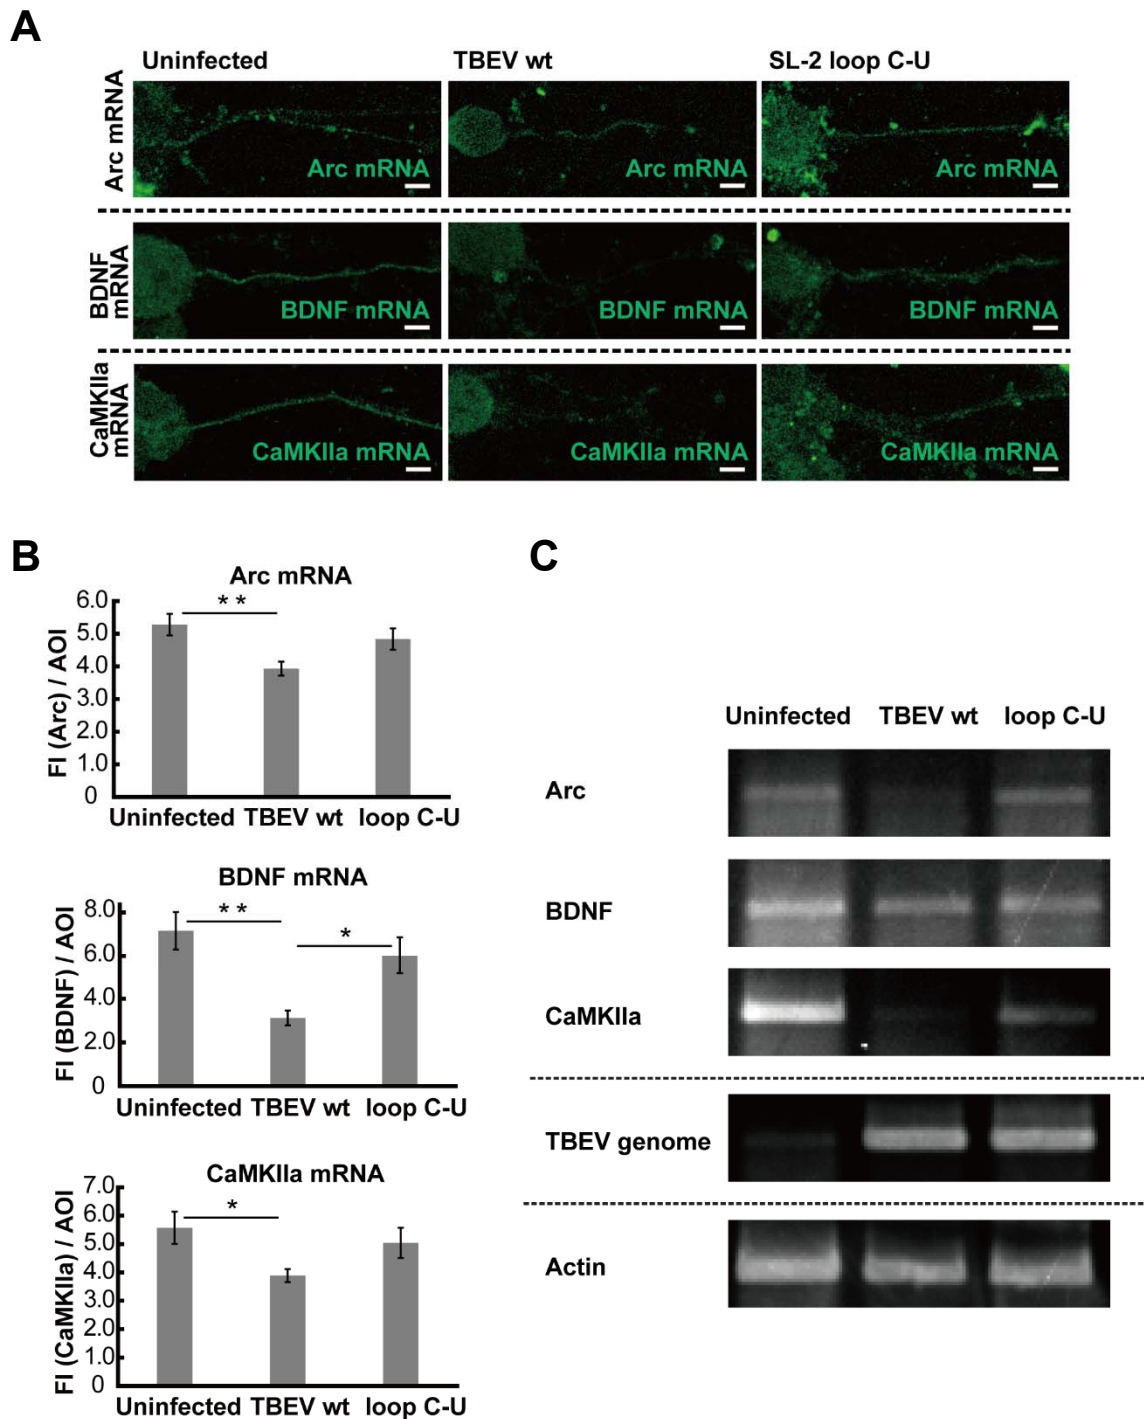 A
Uninfected TBEV wt SL-2 loop C-U
Arc mRNA
Arc mRNA Arc mRNA Arc mRNA
BDNF
mRNA
BDNF mRNA BDNF mRNA BDNF mRNA
CaMKIIa
mRNA
CaMKIIa mRNA CaMKIIa mRNA CaMKIIa mRNA
B
Arc mRNA
FI (Arc) / AOI
6.0
5.0
4.0
3.0
2.0
1.0
0
* *
Uninfected TBEV wt loop C-U
BDNF mRNA
FI (BDNF) / AOI
8.0
6.0
4.0
2.0
0
* *
*
Uninfected TBEV wt loop C-U
CaMKIIa mRNA
FI (CaMKIIa) / AOI
7.0
6.0
5.0
4.0
3.0
2.0
1.0
0
*
Uninfected TBEV wt loop C-U
C
Uninfected TBEV wt loop C-U
Arc
BDNF
CaMKIIa
TBEV genome
Actin